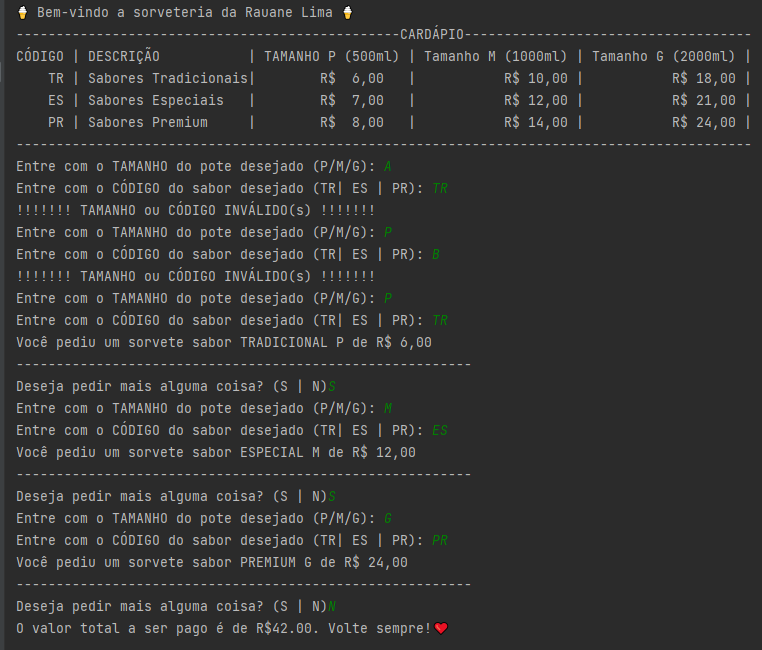 🍦 Bem-vindo a sorveteria da Rauane Lima 🍦
------------------------------------------------CARDÁPIO------------------------------------
CÓDIGO | DESCRIÇÃO           | TAMANHO P (500ml) | Tamanho M (1000ml) | Tamanho G (2000ml) |
    TR | Sabores Tradicionais|        R$  6,00   |           R$ 10,00 |           R$ 18,00 |
    ES | Sabores Especiais   |        R$  7,00   |           R$ 12,00 |           R$ 21,00 |
    PR | Sabores Premium     |        R$  8,00   |           R$ 14,00 |           R$ 24,00 |
--------------------------------------------------------------------------------------------
Entre com o TAMANHO do pote desejado (P/M/G): A
Entre com o CÓDIGO do sabor desejado (TR| ES | PR): TR
!!!!!!! TAMANHO ou CÓDIGO INVÁLIDO(s) !!!!!!!
Entre com o TAMANHO do pote desejado (P/M/G): P
Entre com o CÓDIGO do sabor desejado (TR| ES | PR): B
!!!!!!! TAMANHO ou CÓDIGO INVÁLIDO(s) !!!!!!!
Entre com o TAMANHO do pote desejado (P/M/G): P
Entre com o CÓDIGO do sabor desejado (TR| ES | PR): TR
Você pediu um sorvete sabor TRADICIONAL P de R$ 6,00
---------------------------------------------------------
Deseja pedir mais alguma coisa? (S | N)S
Entre com o TAMANHO do pote desejado (P/M/G): M
Entre com o CÓDIGO do sabor desejado (TR| ES | PR): ES
Você pediu um sorvete sabor ESPECIAL M de R$ 12,00
---------------------------------------------------------
Deseja pedir mais alguma coisa? (S | N)S
Entre com o TAMANHO do pote desejado (P/M/G): G
Entre com o CÓDIGO do sabor desejado (TR| ES | PR): PR
Você pediu um sorvete sabor PREMIUM G de R$ 24,00
---------------------------------------------------------
Deseja pedir mais alguma coisa? (S | N)N
O valor total a ser pago é de R$42.00. Volte sempre!❤️